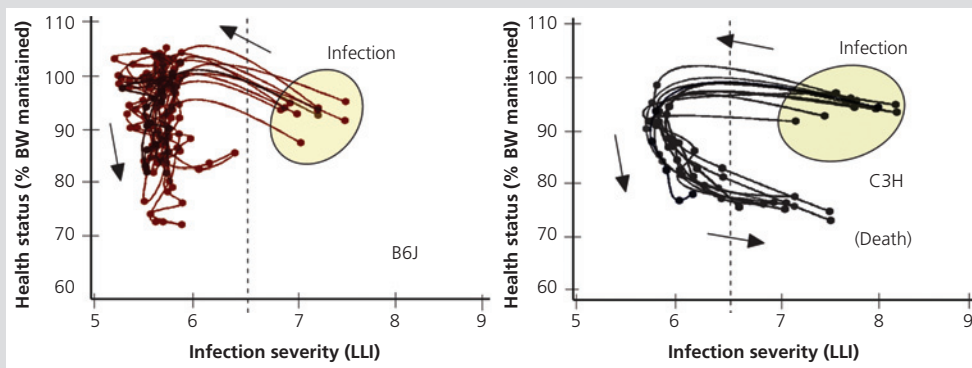 Health status (% BW manitained)
110
100
90
80
70
60
Infection
B6J
5 6 7 8 9
Infection severity (LLI)
Health status (% BW manitained)
110
100
90
80
70
60
Infection
C3H
(Death)
5 6 7 8 9
Infection severity (LLI)